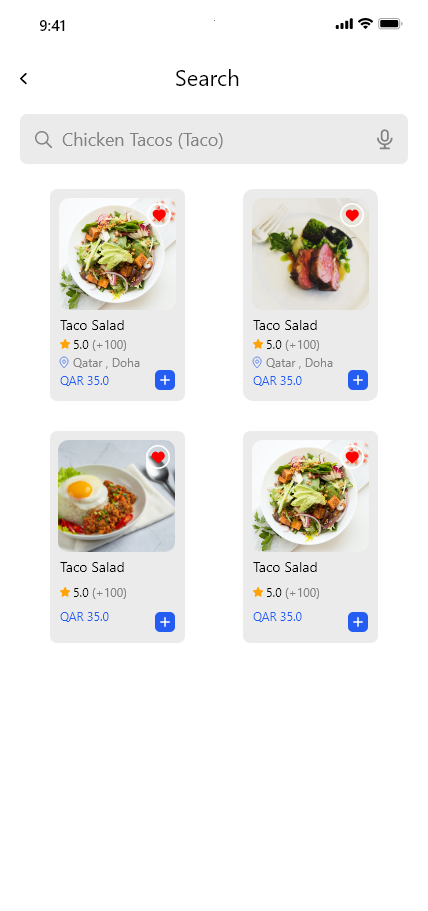 9:41
Search
Chicken Tacos (Taco)
Taco Salad
5.0 (+100)
Qatar , Doha
QAR 35.0
Taco Salad
5.0 (+100)
Qatar , Doha
QAR 35.0
Taco Salad
5.0 (+100)
QAR 35.0
Taco Salad
5.0 (+100)
QAR 35.0